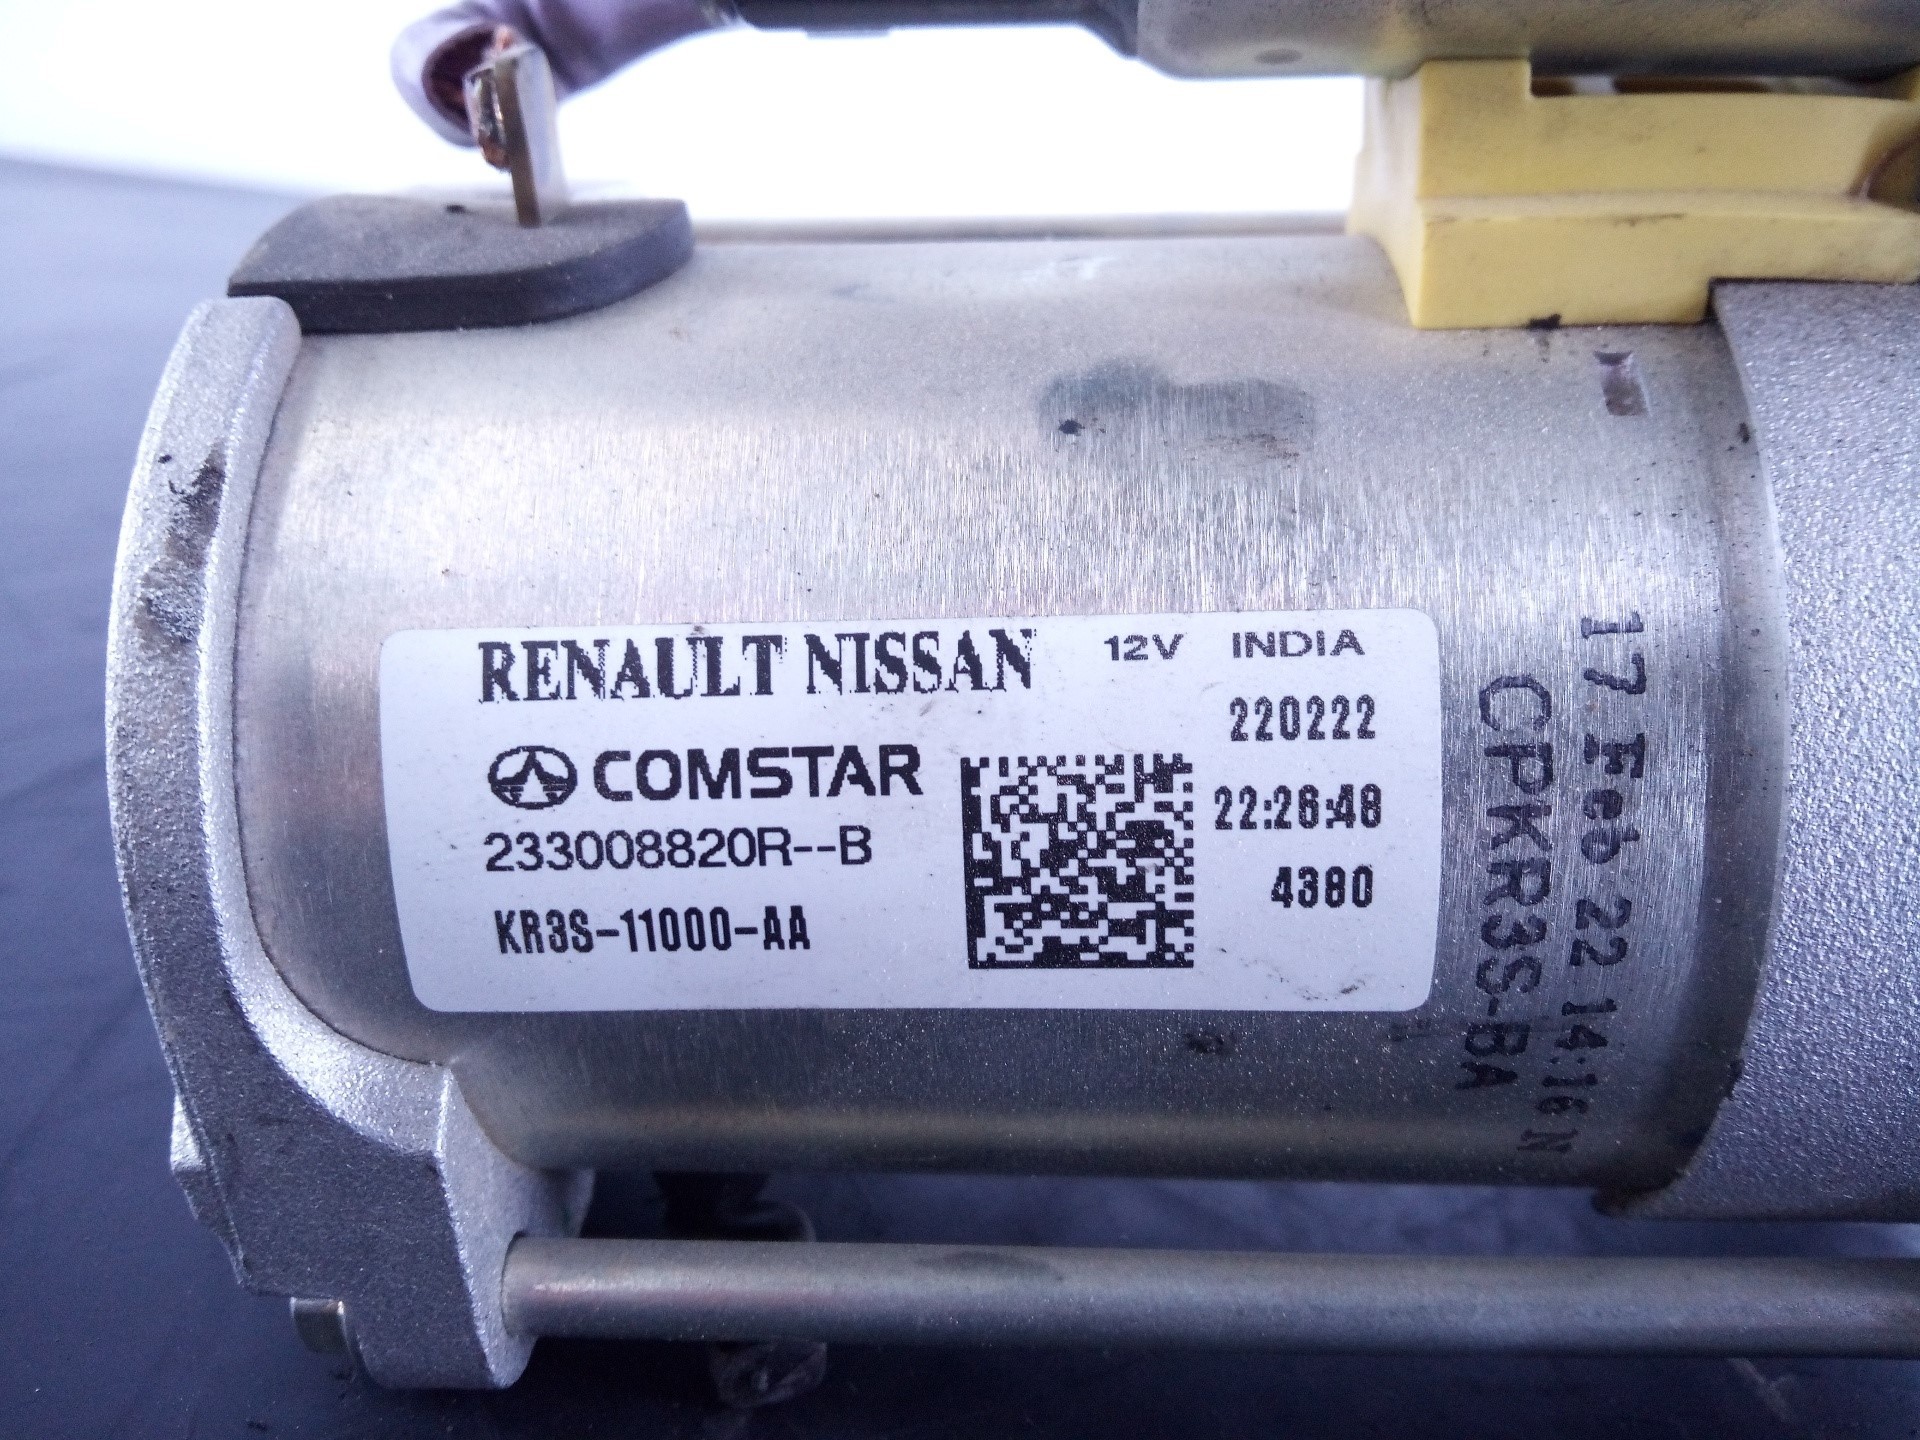 RENAULT NISSAN 12V INDIA
220222
COMSTAR
22:26:48
233008820R--B
4380
KR3S-11000-AA
17 Feb 22 14:16 N
CPKR3S-BA